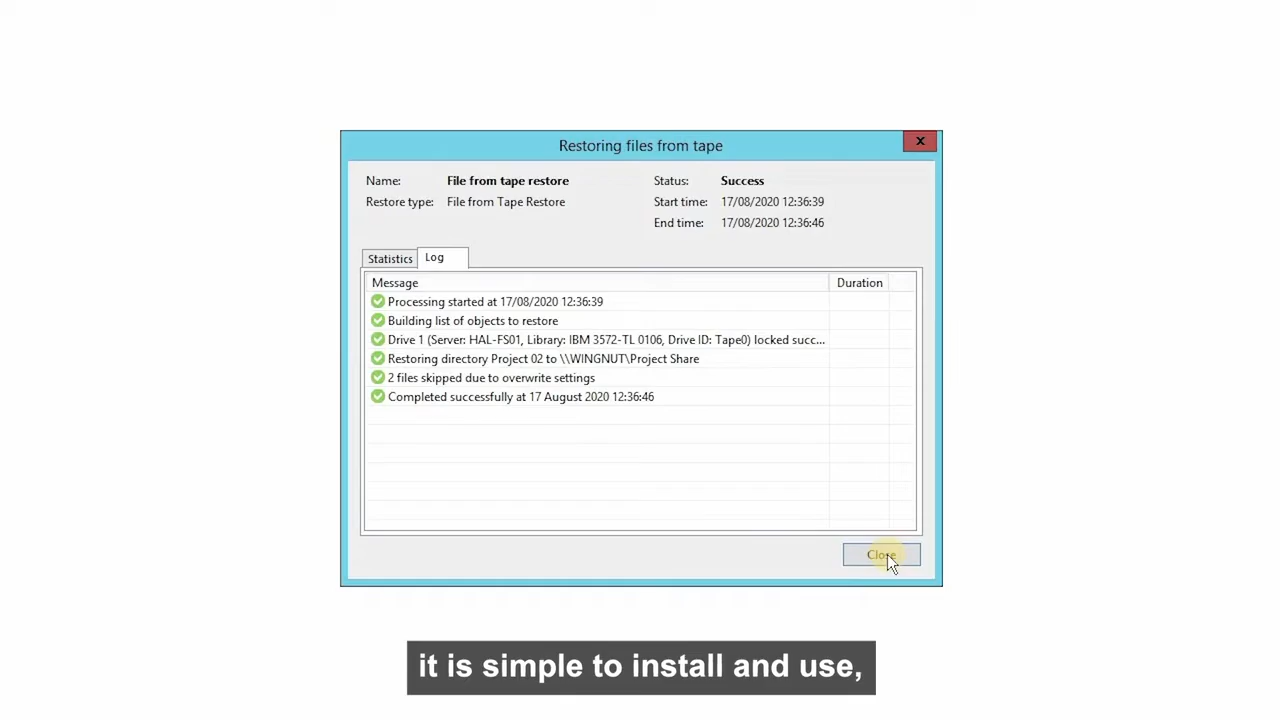 Restoring files from tape
x
Name: File from tape restore Status: Success
Restore type: File from Tape Restore Start time: 17/08/2020 12:36:39
End time: 17/08/2020 12:36:46
Statistics Log
Message Duration
Processing started at 17/08/2020 12:36:39
Building list of objects to restore
Drive 1 (Server: HAL-FS01, Library: IBM 3572-TL 0106, Drive ID: Tape0) locked succ...
Restoring directory Project 02 to \\WINGNUT\Project Share
2 files skipped due to overwrite settings
Completed successfully at 17 August 2020 12:36:46
Close
it is simple to install and use,